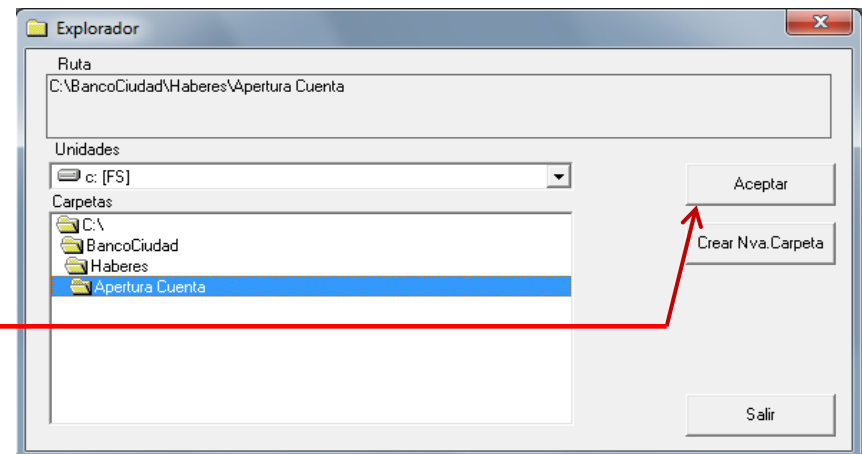 Explorador
Ruta
C:\BancoCiudad\Haberes\Apertura Cuenta
Unidades
c: [FS]
Aceptar
Carpetas
C:\
BancoCiudad
Crear Nva.Carpeta
Haberes
Apertura Cuenta
Salir